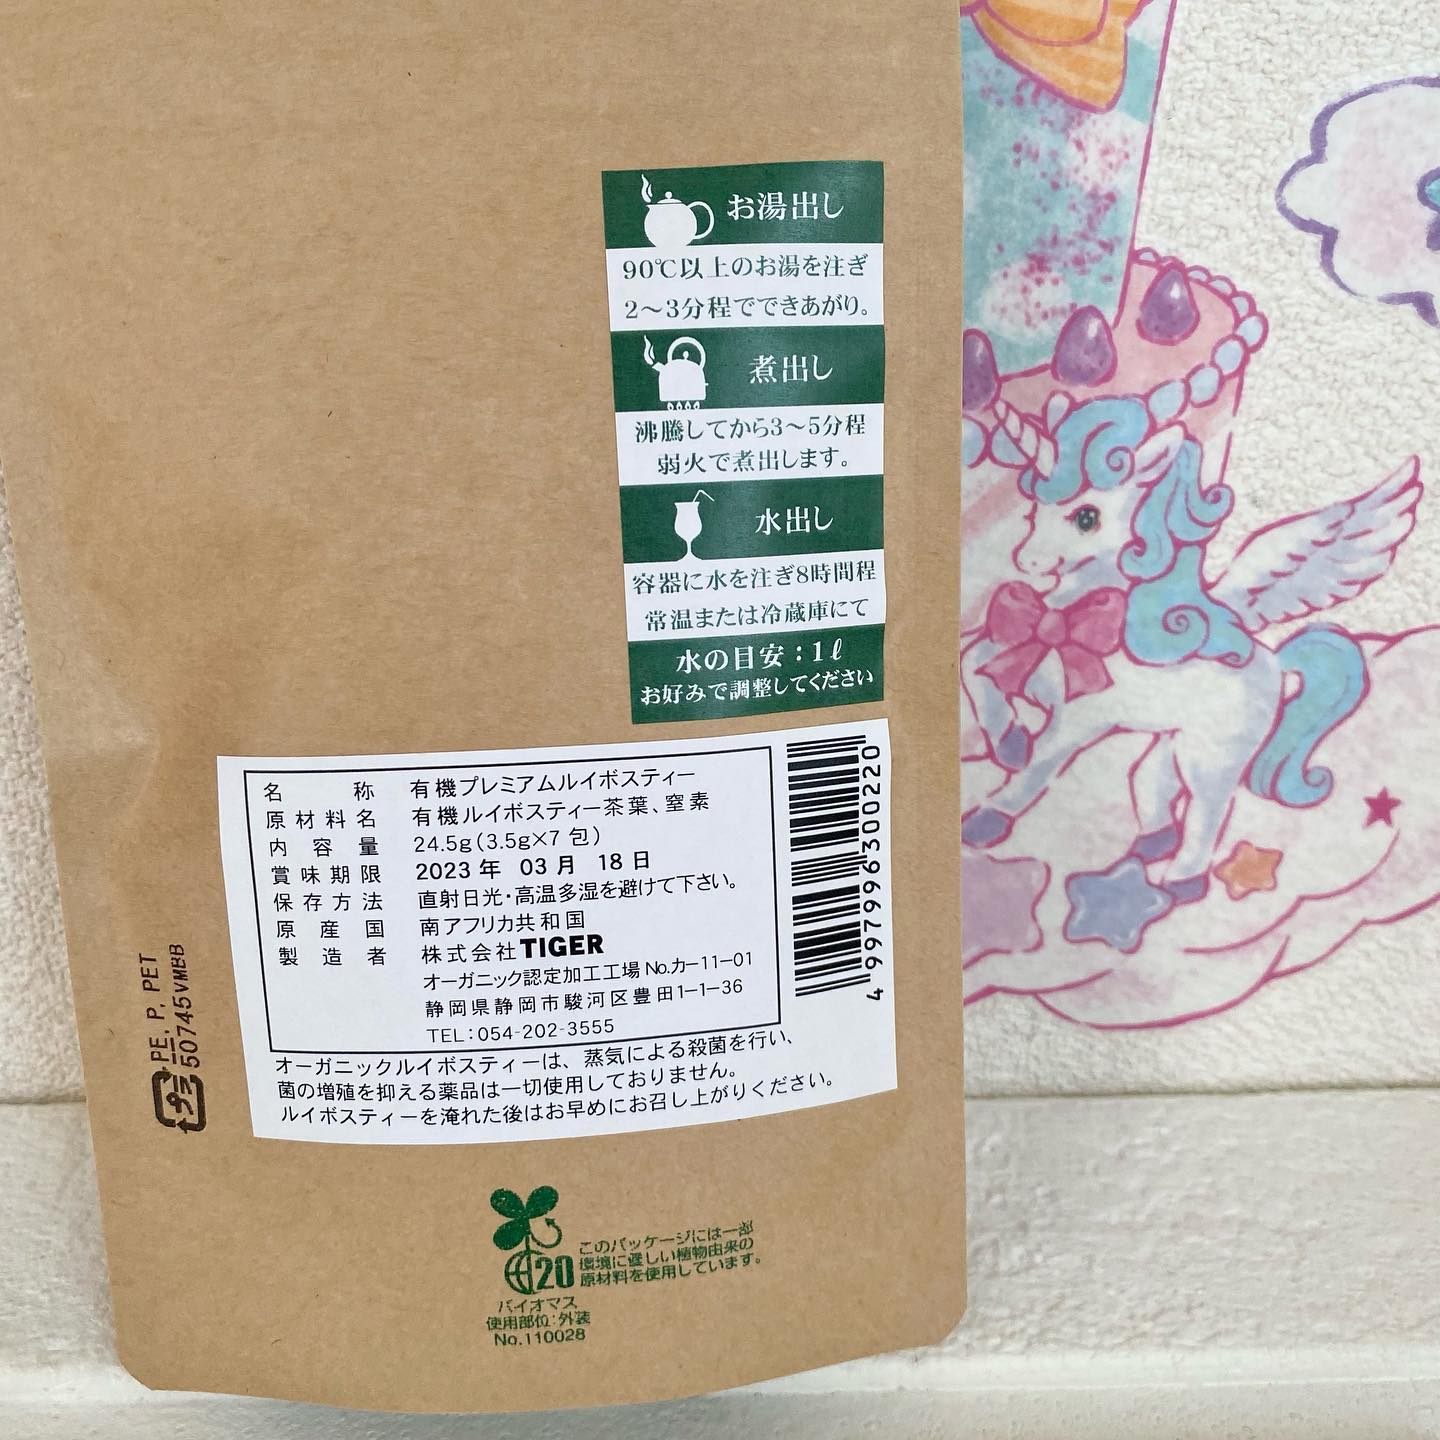 お湯出し
90℃以上のお湯を注ぎ
2〜3分程でできあがり。
煮出し
沸騰してから3〜5分程
弱火で煮出します。
水出し
容器に水を注ぎ8時間程
常温または冷蔵庫にて
水の目安：1ℓ
お好みで調整してください
名称 有機プレミアムルイボスティー
原材料名 有機ルイボスティー茶葉、窒素
内容量 24.5g(3.5g×7包)
賞味期限 2023年 03月 18日
保存方法 直射日光・高温多湿を避けて下さい。
原産国 南アフリカ共和国
製造者 株式会社TIGER
オーガニック認定加工工場No.カ-11-01
静岡県静岡市駿河区豊田1-1-36
TEL:054-202-3555
オーガニックルイボスティーは、蒸気による殺菌を行い、
菌の増殖を抑える薬品は一切使用しておりません。
ルイボスティーを淹れた後はお早めにお召し上がりください。
4 997996 300220
プラ
PE, P, PET
50745VMBB
20
このパッケージには一部
環境に優しい植物由来の
原材料を使用しています。
バイオマス
使用部位:外装
No.110028